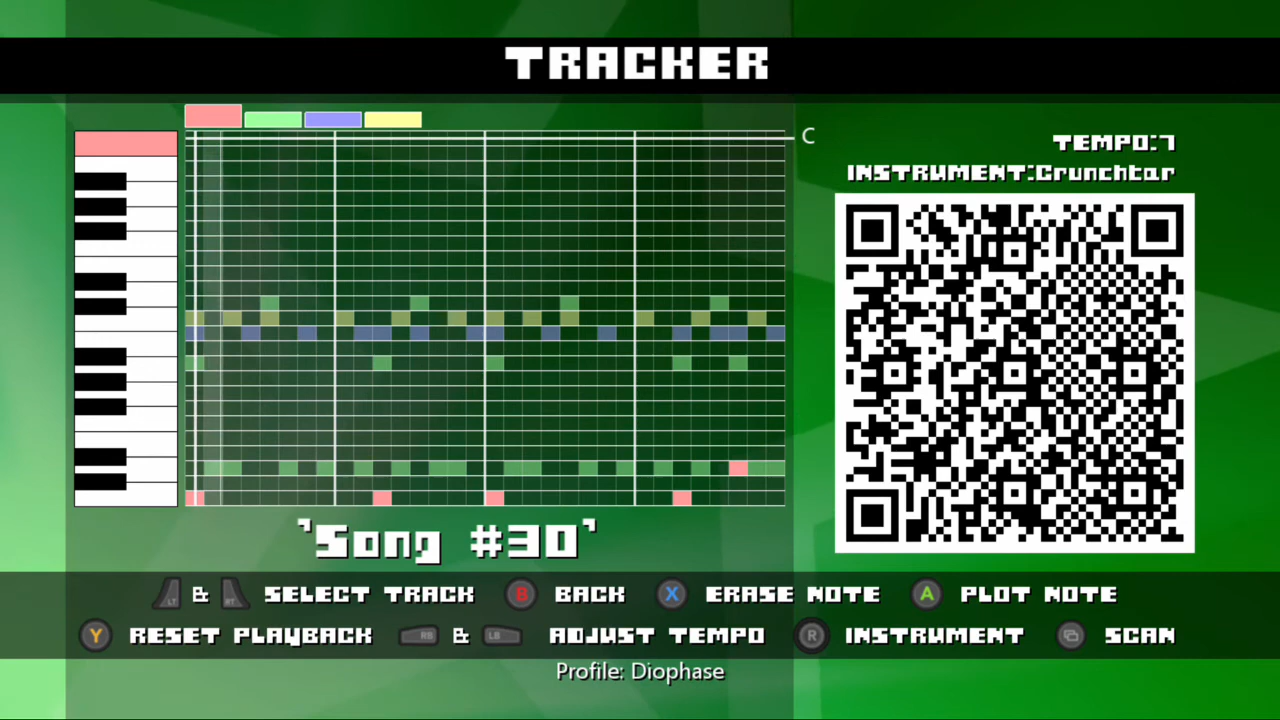 TRACKER
C
TEMPO:7
INSTRUMENT:Crunchtar
'Song #30'
LT & RT SELECT TRACK B BACK X ERASE NOTE A PLOT NOTE
Y RESET PLAYBACK RB & LB ADJUST TEMPO R INSTRUMENT SCAN
Profile: Diophase